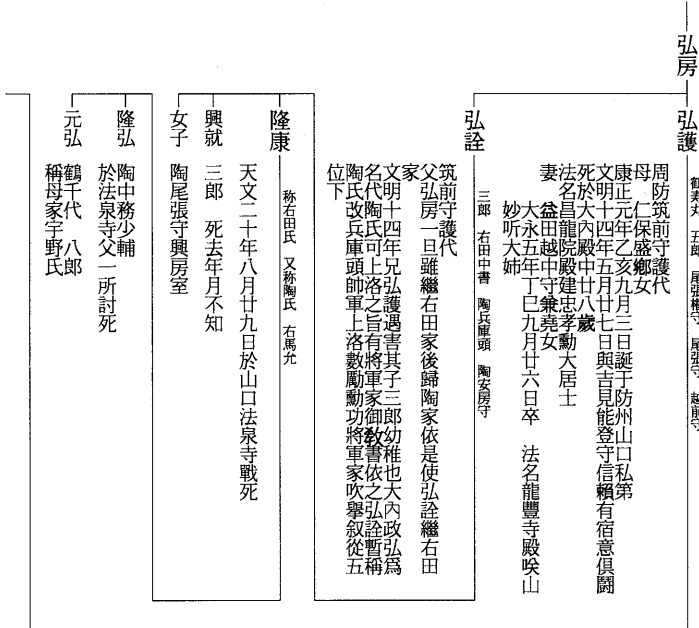 弘房
弘護
鶴寿丸 五郎 尾張権守 尾張守 越前守
周防筑前守護代
母 仁保盛郷女
康正元年乙亥九月三日誕于防州山口私第
文明十四年五月廿七日與吉見能登守信賴有宿意俱鬪
死於大內殿中廿八歲
法名昌龍院殿建忠孝勳大居士
妻 益田越中守兼堯女
大永五年丁巳九月廿六日卒 法名龍豐寺殿咲山
妙听大姉
弘詮
三郎 右田中書 陶兵庫頭 陶安房守
筑前守護代
父弘房一旦雖繼右田家後歸陶家依是使弘詮繼右田
家
文明十四年兄弘護遇害其子三郎幼稚也大內政弘爲
名代陶氏可上洛之旨有將軍家御敎書依之弘詮暫稱
陶氏改兵庫頭帥軍上洛數勵勳功將軍家吹擧叙從五
位下
隆康
称右田氏 又称陶氏 右馬允
天文二十年八月廿九日於山口法泉寺戰死
興就 三郎 死去年月不知
女子 陶尾張守興房室
隆弘 陶中務少輔
於法泉寺父一所討死
元弘 鶴千代 八郎
稱母家宇野氏